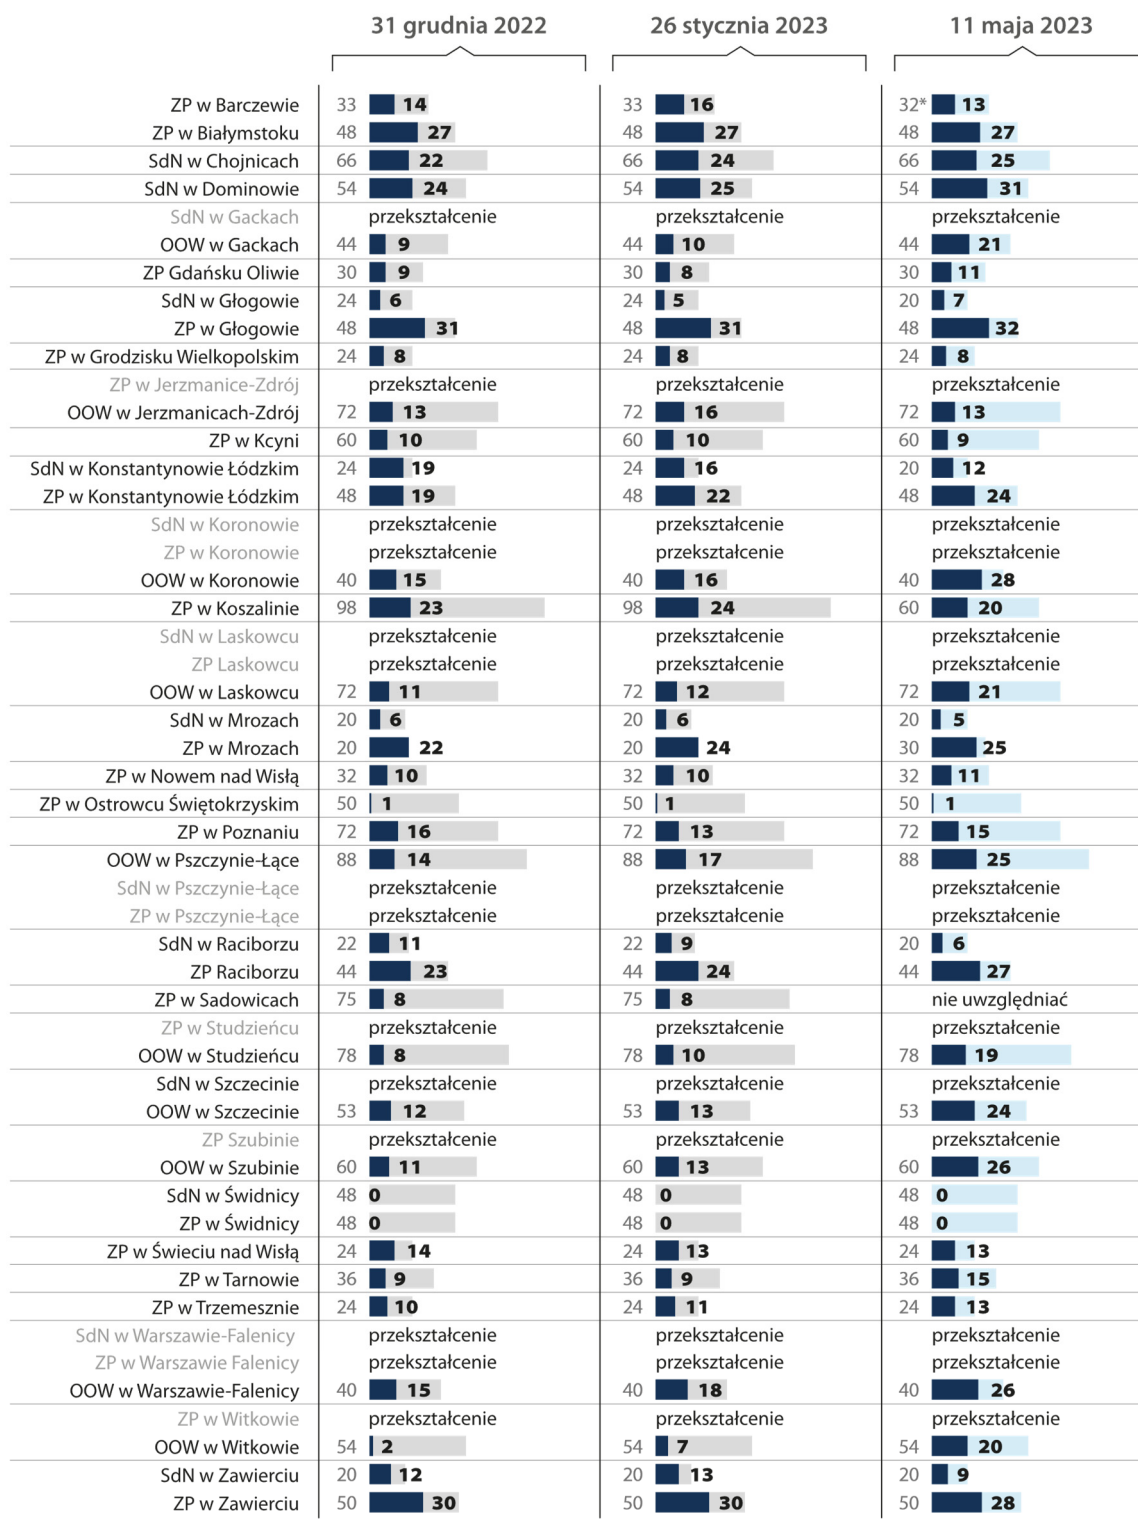 31 grudnia 2022 26 stycznia 2023 11 maja 2023
ZP w Barczewie 33 14 33 16 32* 13
ZP w Białymstoku 48 27 48 27 48 27
SdN w Chojnicach 66 22 66 24 66 25
SdN w Dominowie 54 24 54 25 54 31
SdN w Gackach przekształcenie przekształcenie przekształcenie
OOW w Gackach 44 9 44 10 44 21
ZP Gdańsku Oliwie 30 9 30 8 30 11
SdN w Głogowie 24 6 24 5 20 7
ZP w Głogowie 48 31 48 31 48 32
ZP w Grodzisku Wielkopolskim 24 8 24 8 24 8
ZP w Jerzmanice-Zdrój przekształcenie przekształcenie przekształcenie
OOW w Jerzmanicach-Zdrój 72 13 72 16 72 13
ZP w Kcyni 60 10 60 10 60 9
SdN w Konstantynowie Łódzkim 24 19 24 16 20 12
ZP w Konstantynowie Łódzkim 48 19 48 22 48 24
SdN w Koronowie przekształcenie przekształcenie przekształcenie
ZP w Koronowie przekształcenie przekształcenie przekształcenie
OOW w Koronowie 40 15 40 16 40 28
ZP w Koszalinie 98 23 98 24 60 20
SdN w Laskowcu przekształcenie przekształcenie przekształcenie
ZP Laskowcu przekształcenie przekształcenie przekształcenie
OOW w Laskowcu 72 11 72 12 72 21
SdN w Mrozach 20 6 20 6 20 5
ZP w Mrozach 20 22 20 24 30 25
ZP w Nowem nad Wisłą 32 10 32 10 32 11
ZP w Ostrowcu Świętokrzyskim 50 1 50 1 50 1
ZP w Poznaniu 72 16 72 13 72 15
OOW w Pszczynie-Łące 88 14 88 17 88 25
SdN w Pszczynie-Łące przekształcenie przekształcenie przekształcenie
ZP w Pszczynie-Łące przekształcenie przekształcenie przekształcenie
SdN w Raciborzu 22 11 22 9 20 6
ZP Raciborzu 44 23 44 24 44 27
ZP w Sadowicach 75 8 75 8 nie uwzględniać
ZP w Studzieńcu przekształcenie przekształcenie przekształcenie
OOW w Studzieńcu 78 8 78 10 78 19
SdN w Szczecinie przekształcenie przekształcenie przekształcenie
OOW w Szczecinie 53 12 53 13 53 24
ZP Szubinie przekształcenie przekształcenie przekształcenie
OOW w Szubinie 60 11 60 13 60 26
SdN w Świdnicy 48 0 48 0 48 0
ZP w Świdnicy 48 0 48 0 48 0
ZP w Świeciu nad Wisłą 24 14 24 13 24 13
ZP w Tarnowie 36 9 36 9 36 15
ZP w Trzemesznie 24 10 24 11 24 13
SdN w Warszawie-Falenicy przekształcenie przekształcenie przekształcenie
ZP w Warszawie Falenicy przekształcenie przekształcenie przekształcenie
OOW w Warszawie-Falenicy 40 15 40 18 40 26
ZP w Witkowie przekształcenie przekształcenie przekształcenie
OOW w Witkowie 54 2 54 7 54 20
SdN w Zawierciu 20 12 20 13 20 9
ZP w Zawierciu 50 30 50 30 50 28